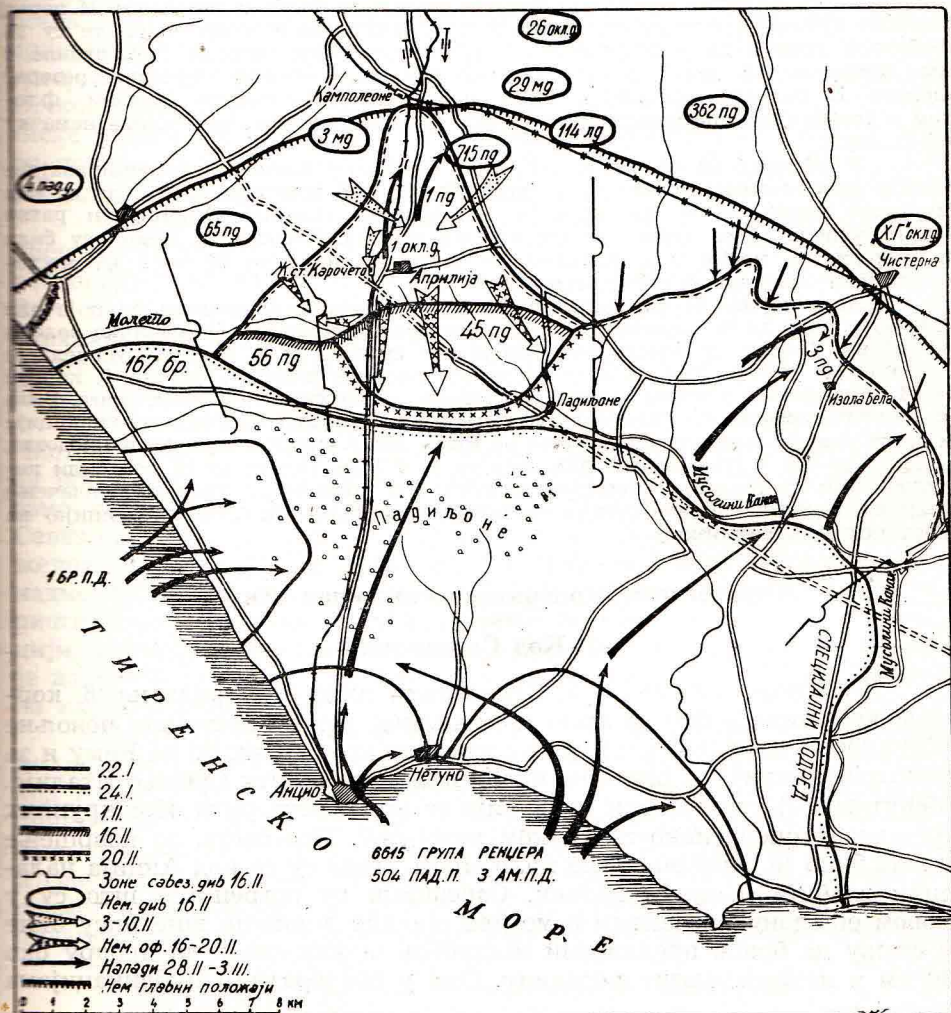 26 окл.д
Камполеоне
29 мд
362 пд
3 мд
715 пд
114 лд
4 пад.д.
1 пд
65 пд
Х.Г" окл.д
Чистерна
1 окл.д.
Ж.ст. Карочето
Априлија
Молето
45 пд
167 бр.
56 пд
3 пд
Падиљоне
Изола Бела
Мусолини Канал
Падиљоне
1 БР. П.Д.
Мусолини Канал
СПЕЦИЈАЛНИ ОДРЕД
ТИРЕНСКО
Анцио
Нетуно
6615 ГРУПА РЕНЏЕРА
504 ПАД.П. 3 АМ.П.Д.
МОРЕ
22.I
24.I.
1.II.
16.II.
20.II.
Зоне савез. див 16.II.
Нем. див 16.II
3-10.II
Нем. оф. 16-20.II.
Напади 28.II -3.III.
Нем главни положаји
0 1 2 3 4 5 6 7 8 км